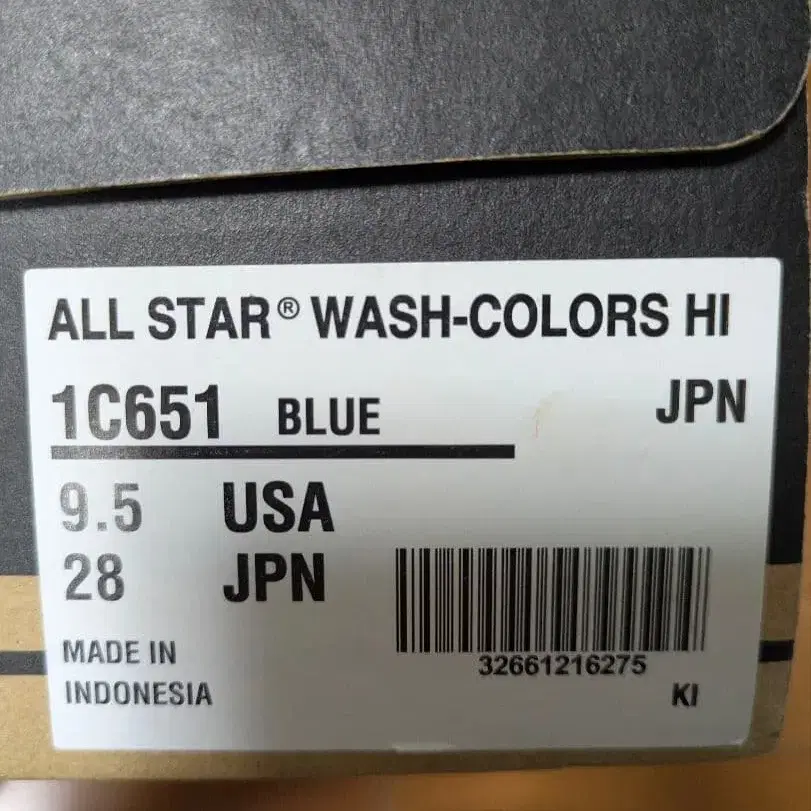 ALL STAR® WASH-COLORS HI
1C651 BLUE JPN
9.5 USA
28 JPN
MADE IN
INDONESIA
32661216275
KI